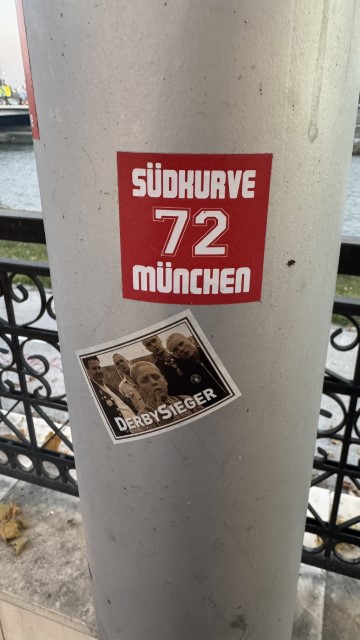 SÜDKURVE
72
MÜNCHEN
DERBYSIEGER